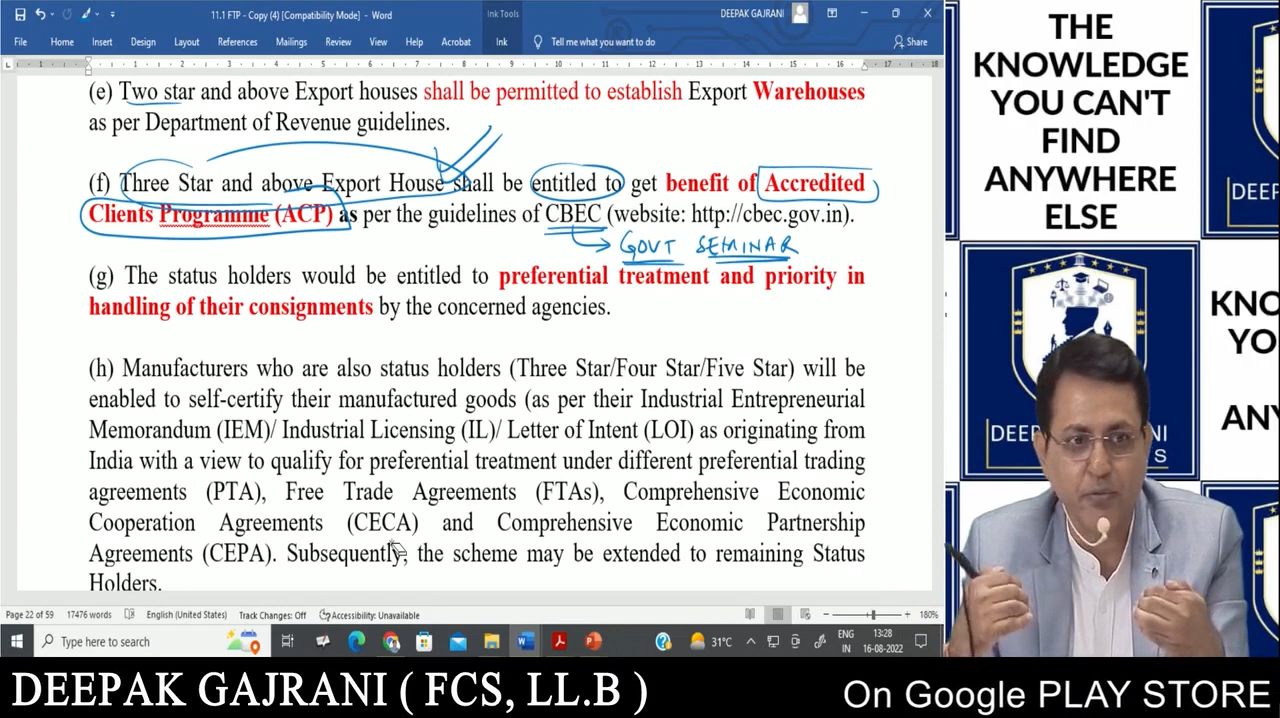 11.1 FTP - Copy (4) [Compatibility Mode] - Word
Ink Tools
DEEPAK GAJRANI
File Home Insert Design Layout References Mailings Review View Help Acrobat Ink Tell me what you want to do Share
(e) Two star and above Export houses shall be permitted to establish Export Warehouses
as per Department of Revenue guidelines.
(f) Three Star and above Export House shall be entitled to get benefit of Accredited
Clients Programme (ACP) as per the guidelines of CBEC (website: http://cbec.gov.in).
GOVT SEMINAR
(g) The status holders would be entitled to preferential treatment and priority in
handling of their consignments by the concerned agencies.
(h) Manufacturers who are also status holders (Three Star/Four Star/Five Star) will be
enabled to self-certify their manufactured goods (as per their Industrial Entrepreneurial
Memorandum (IEM)/ Industrial Licensing (IL)/ Letter of Intent (LOI) as originating from
India with a view to qualify for preferential treatment under different preferential trading
agreements (PTA), Free Trade Agreements (FTAs), Comprehensive Economic
Cooperation Agreements (CECA) and Comprehensive Economic Partnership
Agreements (CEPA). Subsequently, the scheme may be extended to remaining Status
Holders.
Page 22 of 59 17476 words English (United States) Track Changes: Off Accessibility: Unavailable 180%
Type here to search
31°C
ENG
IN
13:28
16-08-2022
THE
KNOWLEDGE
YOU CAN'T
FIND
ANYWHERE
ELSE
DEEP
KNO
YO
ANY
DEEPAK NI
S
DEEPAK GAJRANI ( FCS, LL.B )
On Google PLAY STORE